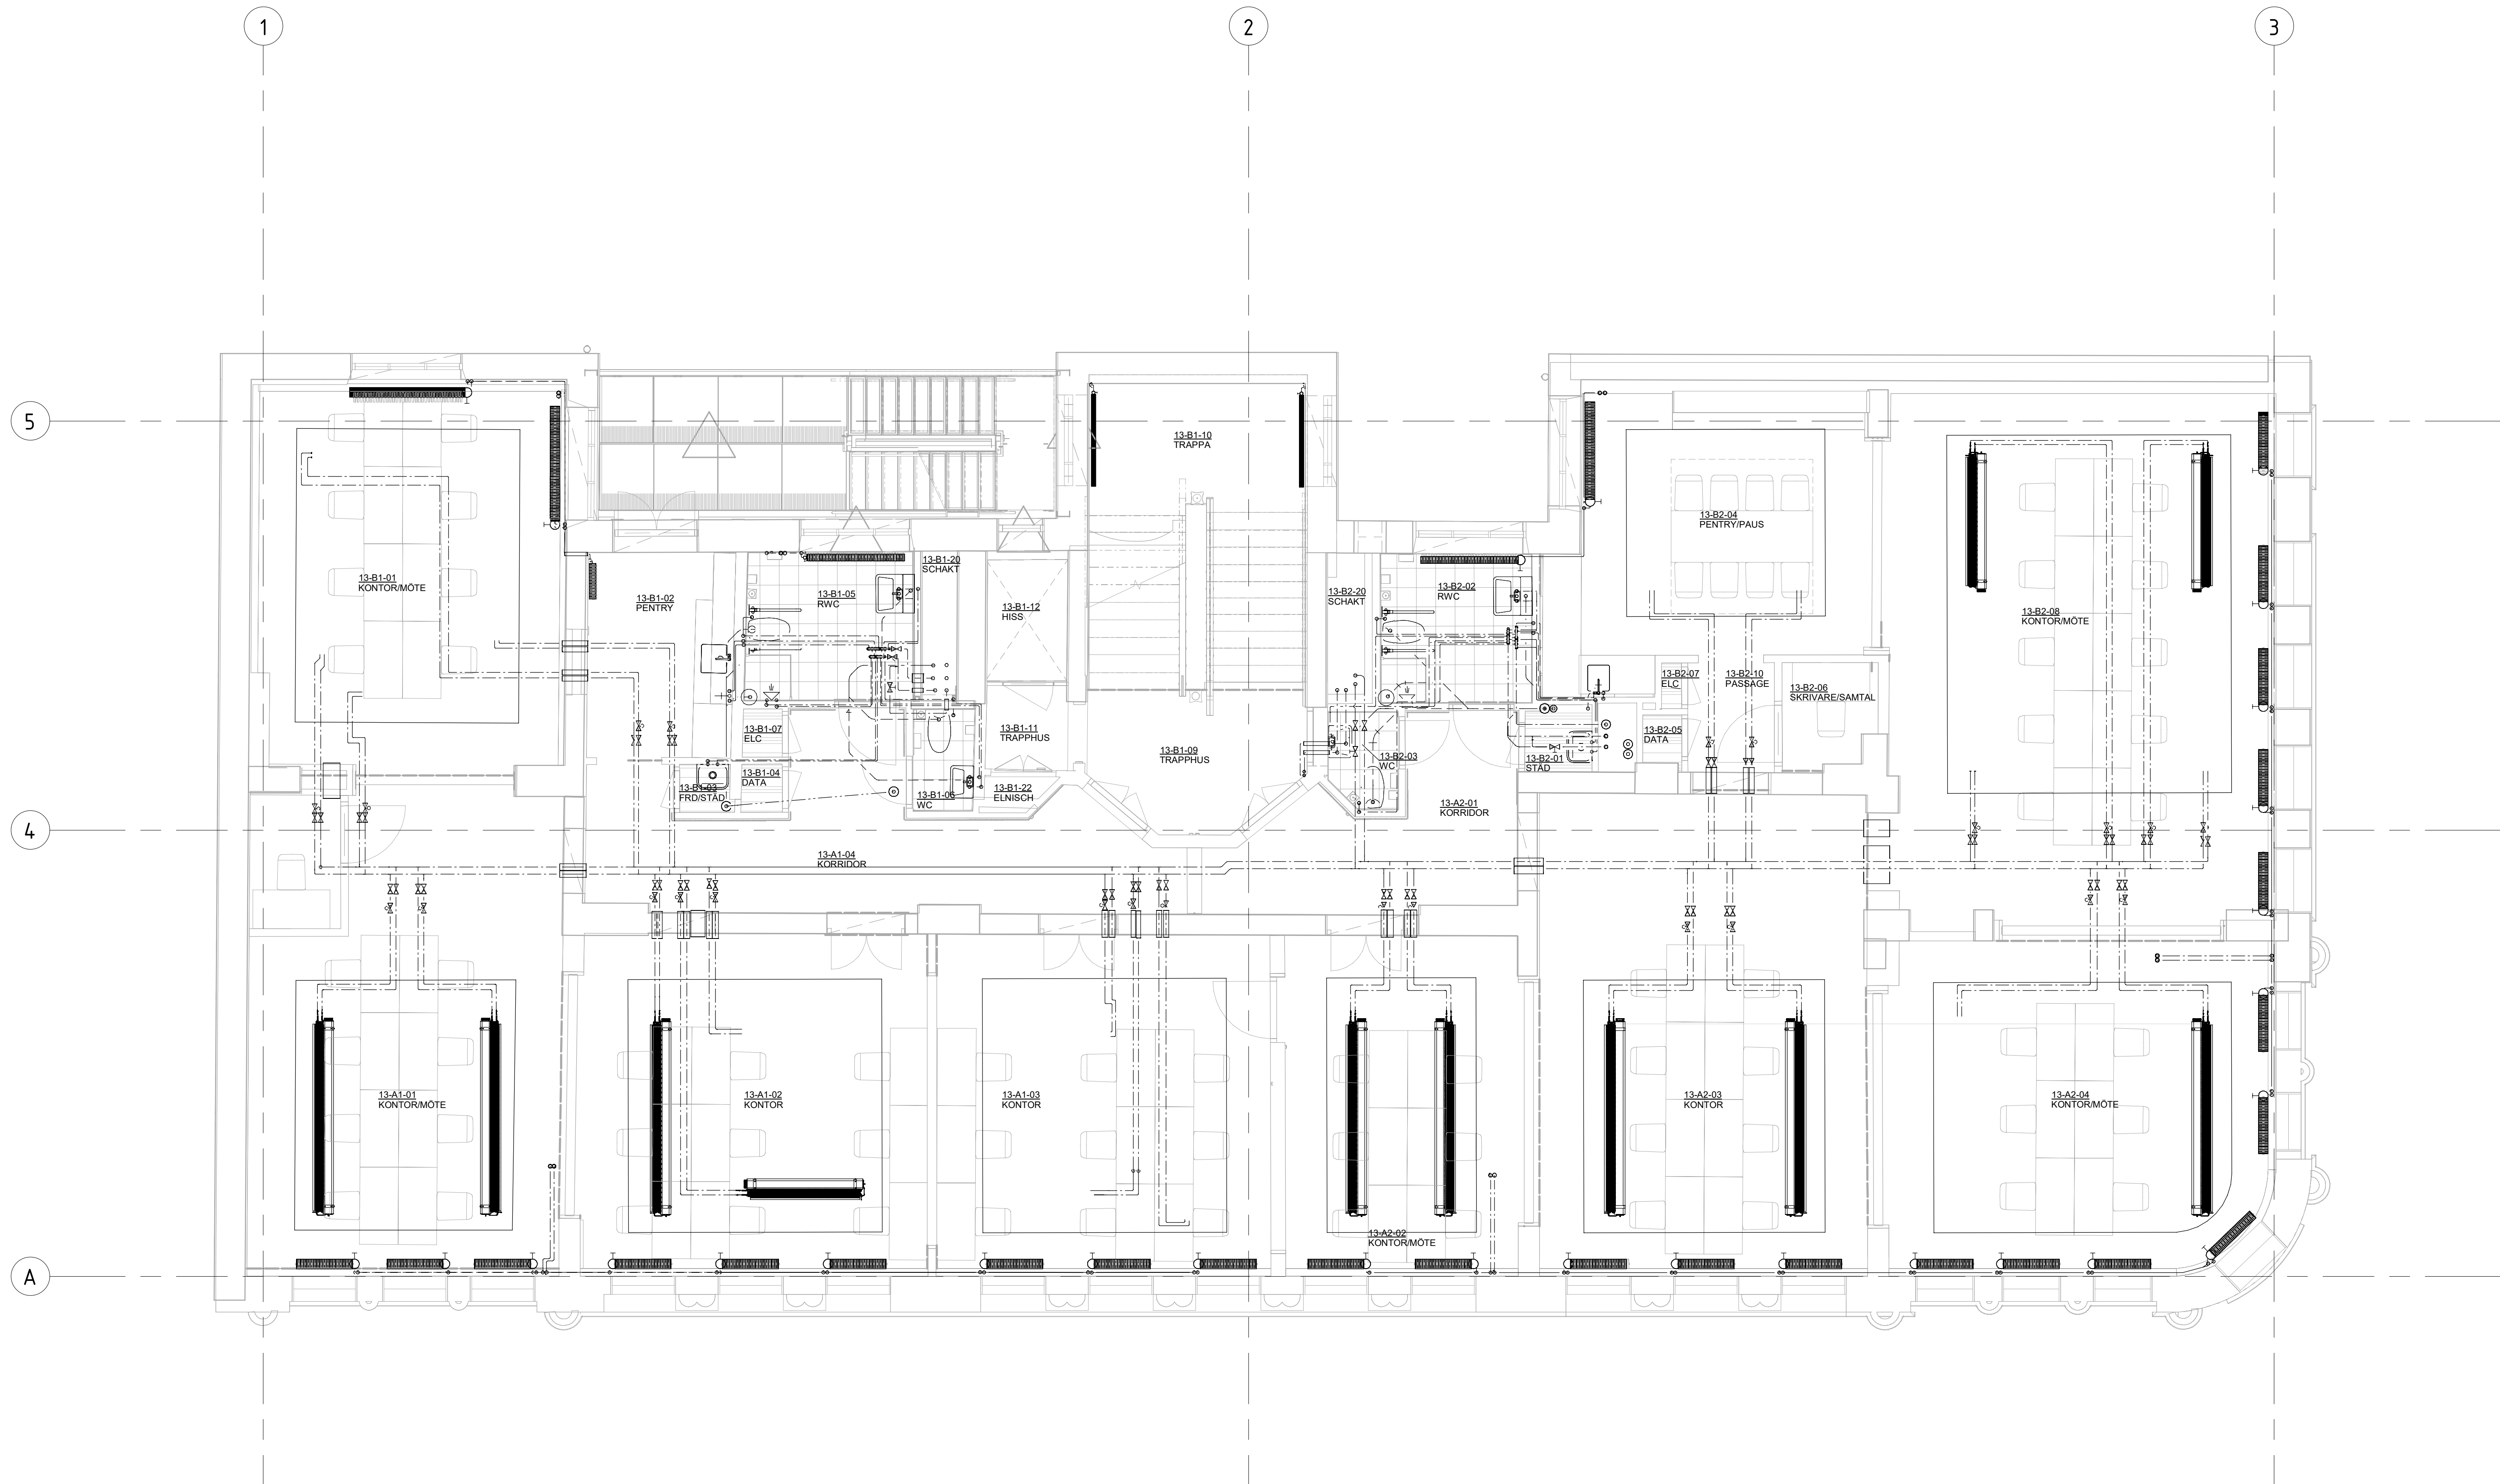 1
2
3
5
13-B1-10
TRAPPA
13-B2-04
PENTRY/PAUS
13-B1-20
SCHAKT
13-B1-01
KONTOR/MÖTE
13-B1-02
PENTRY
13-B1-05
RWC
13-B1-12
HISS
13-B2-20
SCHAKT
13-B2-02
RWC
13-B2-08
KONTOR/MÖTE
13-B2-07
ELC
13-B2-10
PASSAGE
13-B2-06
SKRIVARE/SAMTAL
13-B1-07
ELC
13-B1-11
TRAPPHUS
13-B1-09
TRAPPHUS
13-B2-03
WC
13-B2-01
STÄD
13-B2-05
DATA
13-B1-03
FRD/STÄD
13-B1-04
DATA
13-B1-06
WC
13-B1-22
ELNISCH
13-A2-01
KORRIDOR
4
13-A1-04
KORRIDOR
13-A1-01
KONTOR/MÖTE
13-A1-02
KONTOR
13-A1-03
KONTOR
13-A2-03
KONTOR
13-A2-04
KONTOR/MÖTE
13-A2-02
KONTOR/MÖTE
A